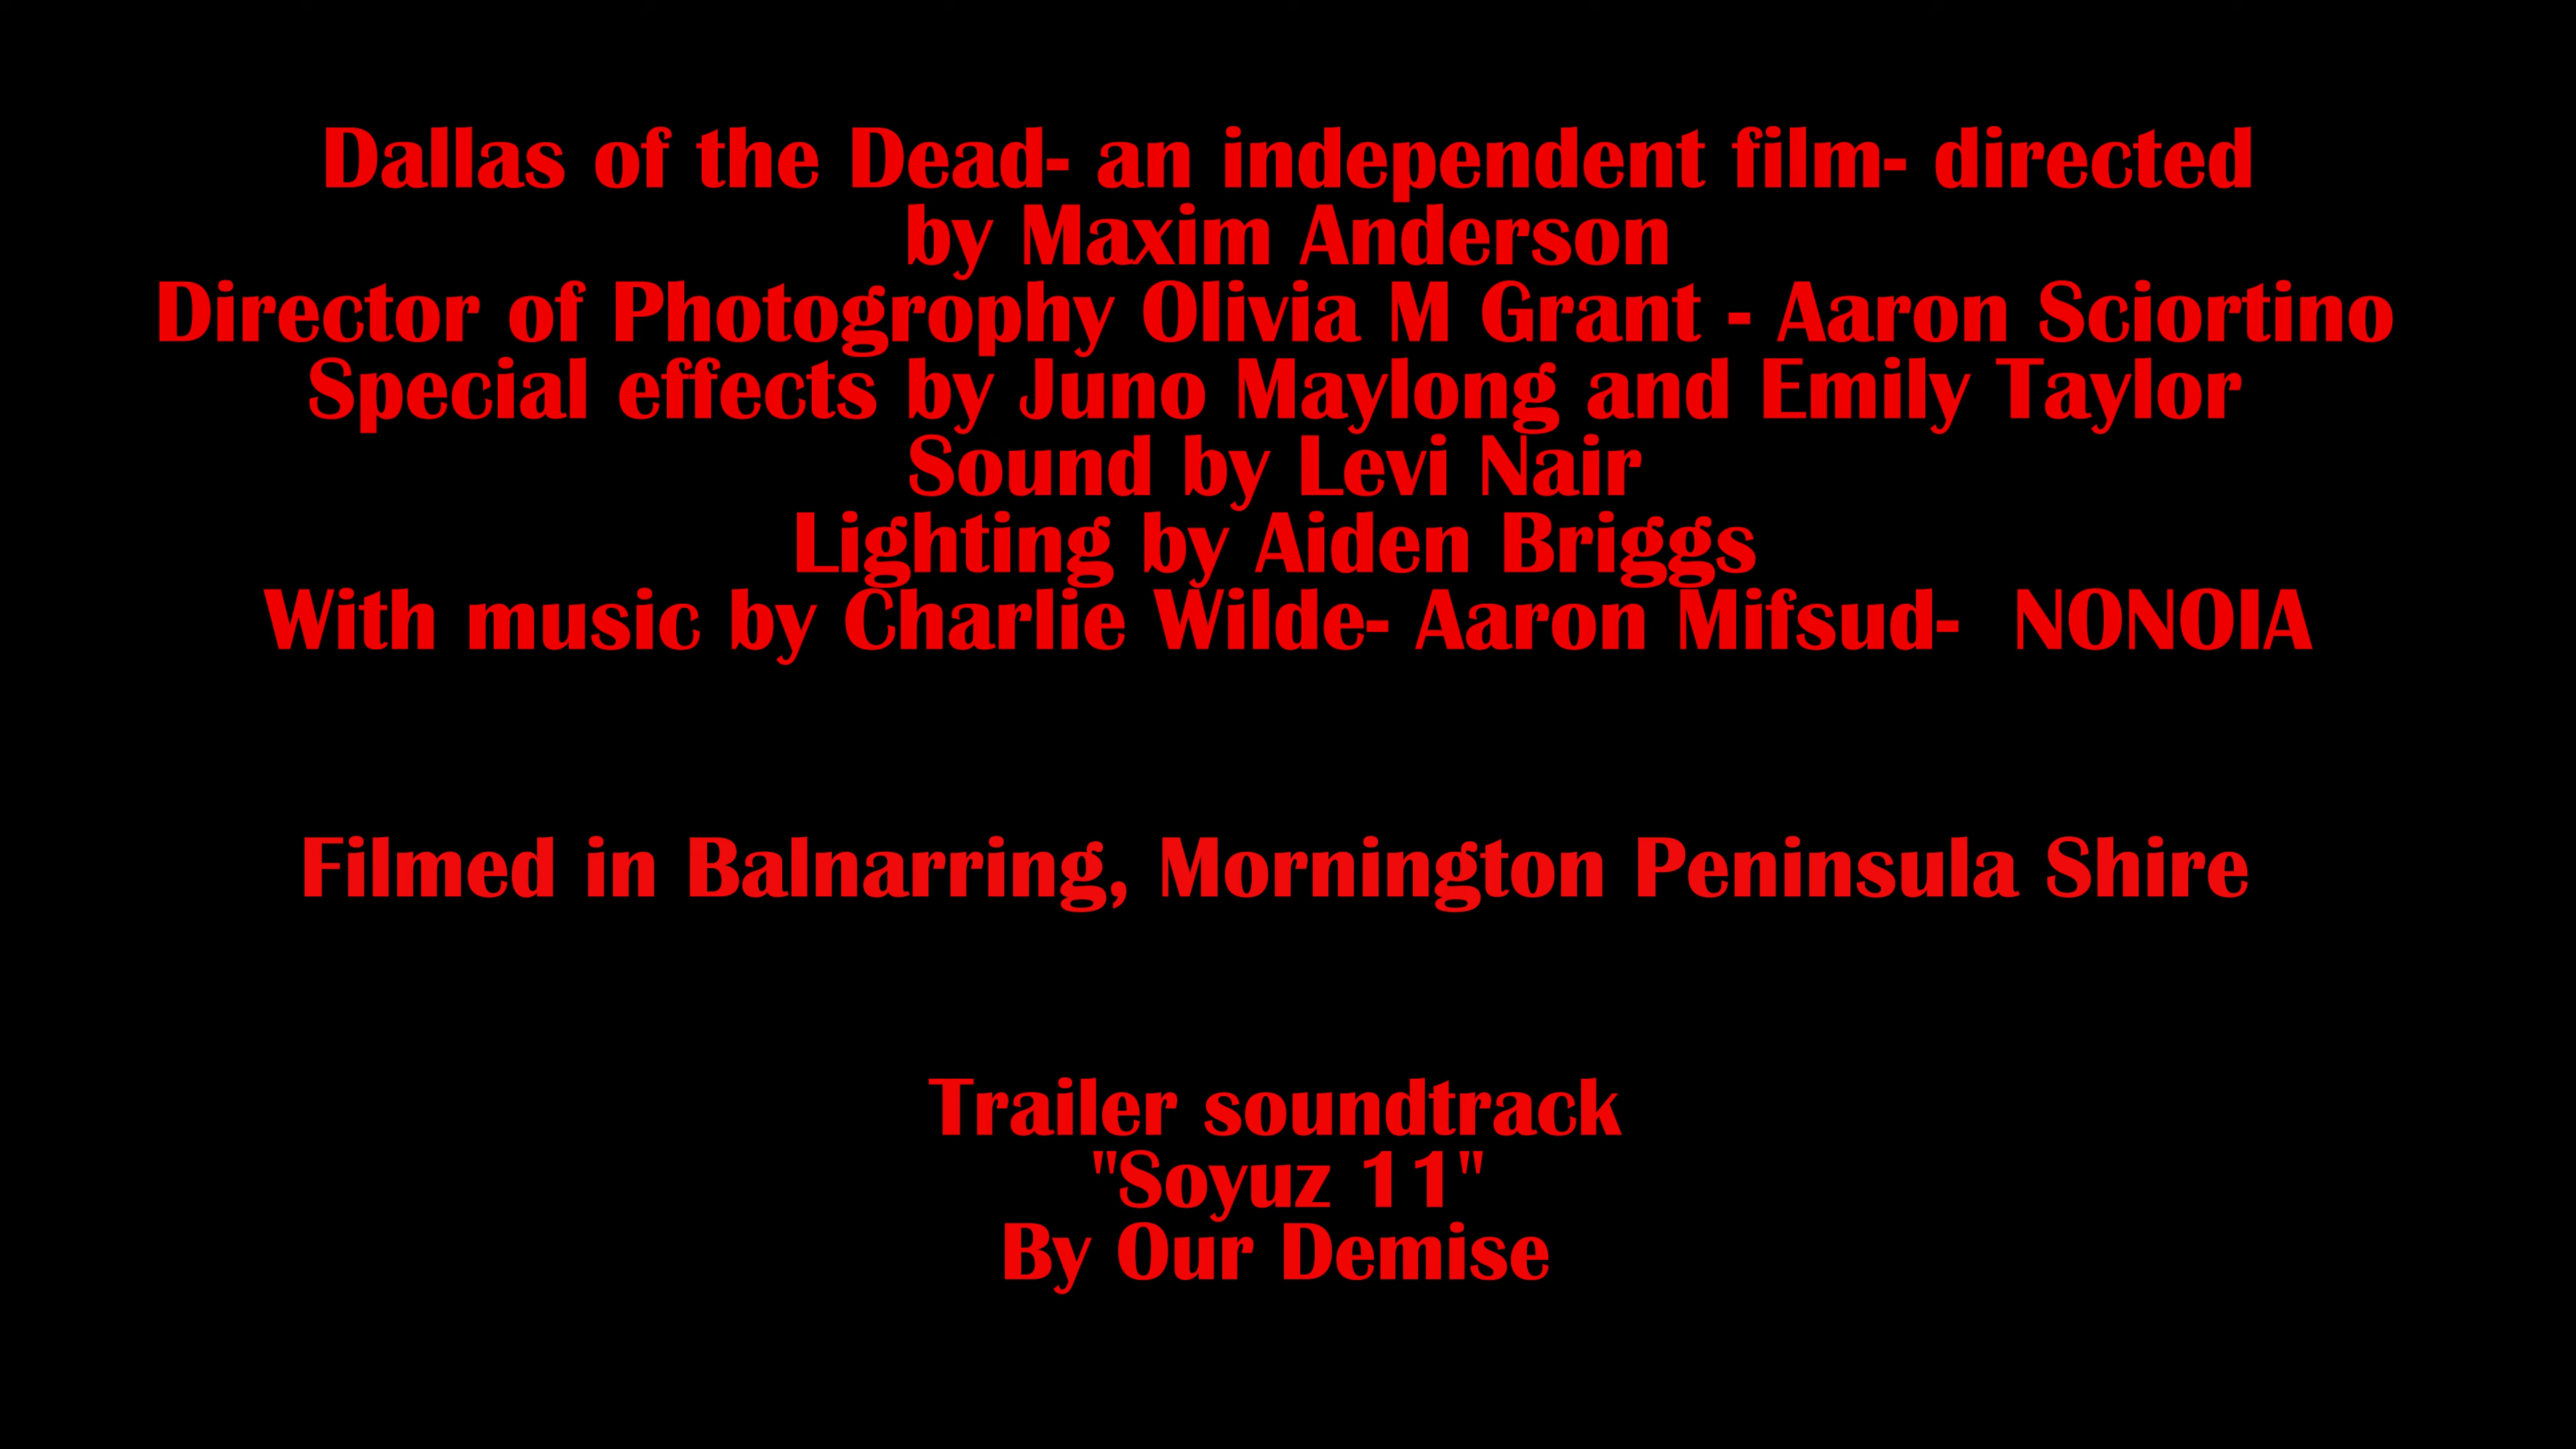 Dallas of the Dead- an independent film- directed
by Maxim Anderson
Director of Photography Olivia M Grant - Aaron Sciortino
Special effects by Juno Maylong and Emily Taylor
Sound by Levi Nair
Lighting by Aiden Briggs
With music by Charlie Wilde- Aaron Mifsud-  NONOIA
Filmed in Balnarring, Mornington Peninsula Shire
Trailer soundtrack
"Soyuz 11"
By Our Demise